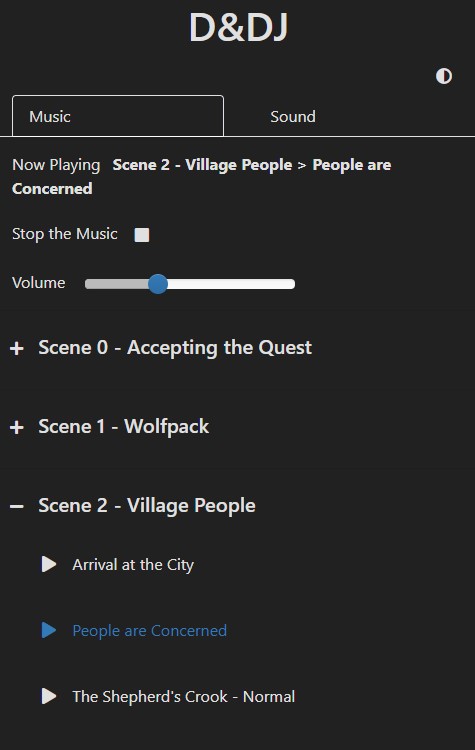 D&DJ
Music Sound
Now Playing Scene 2 - Village People > People are
Concerned
Stop the Music
Volume
Scene 0 - Accepting the Quest
Scene 1 - Wolfpack
Scene 2 - Village People
Arrival at the City
People are Concerned
The Shepherd's Crook - Normal